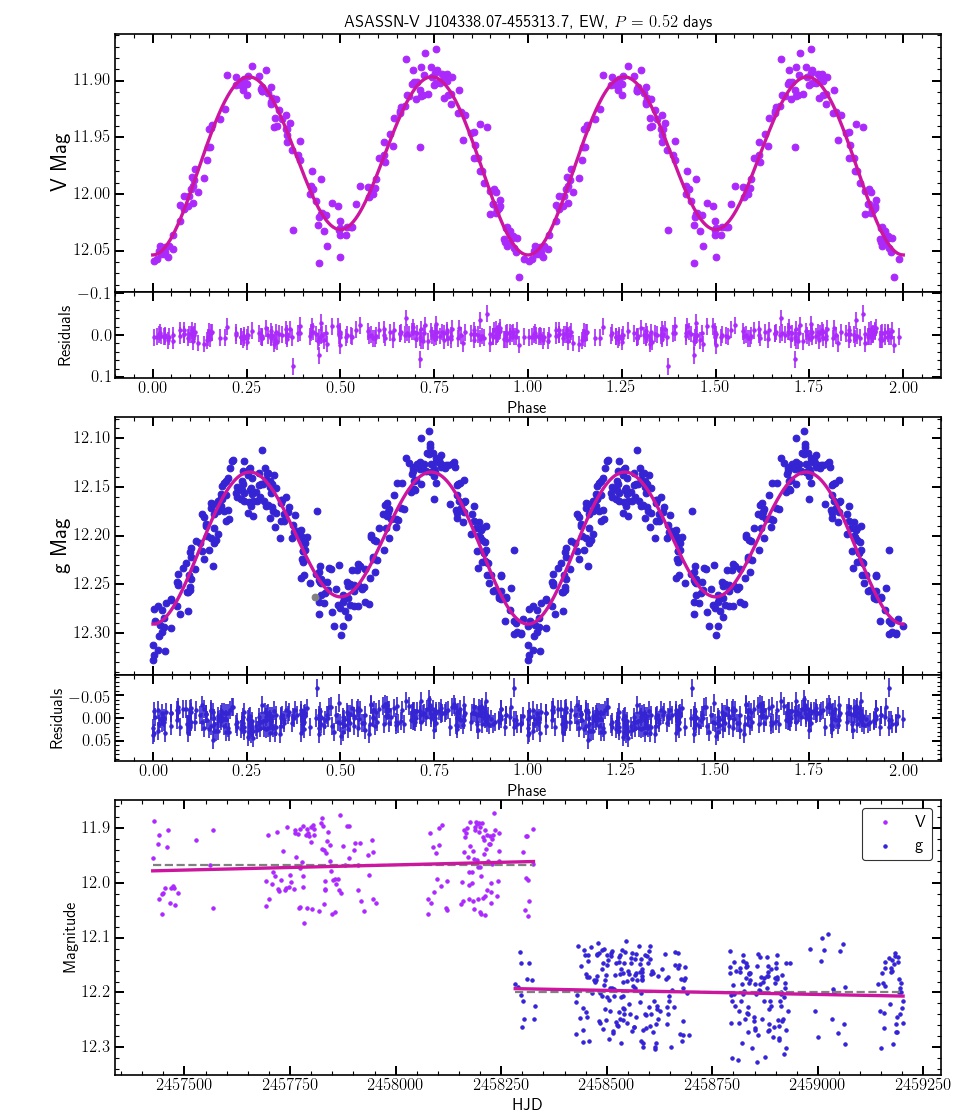 ASASSN-V J104338.07-455313.7, EW, P = 0.52 days
11.90
11.95
12.00
12.05
V Mag
−0.1
0.0
0.1
Residuals
0.00 0.25 0.50 0.75 1.00 1.25 1.50 1.75 2.00
Phase
12.10
12.15
12.20
12.25
12.30
g Mag
−0.05
0.00
0.05
Residuals
0.00 0.25 0.50 0.75 1.00 1.25 1.50 1.75 2.00
Phase
V
g
11.9
12.0
12.1
12.2
12.3
Magnitude
2457500 2457750 2458000 2458250 2458500 2458750 2459000 2459250
HJD